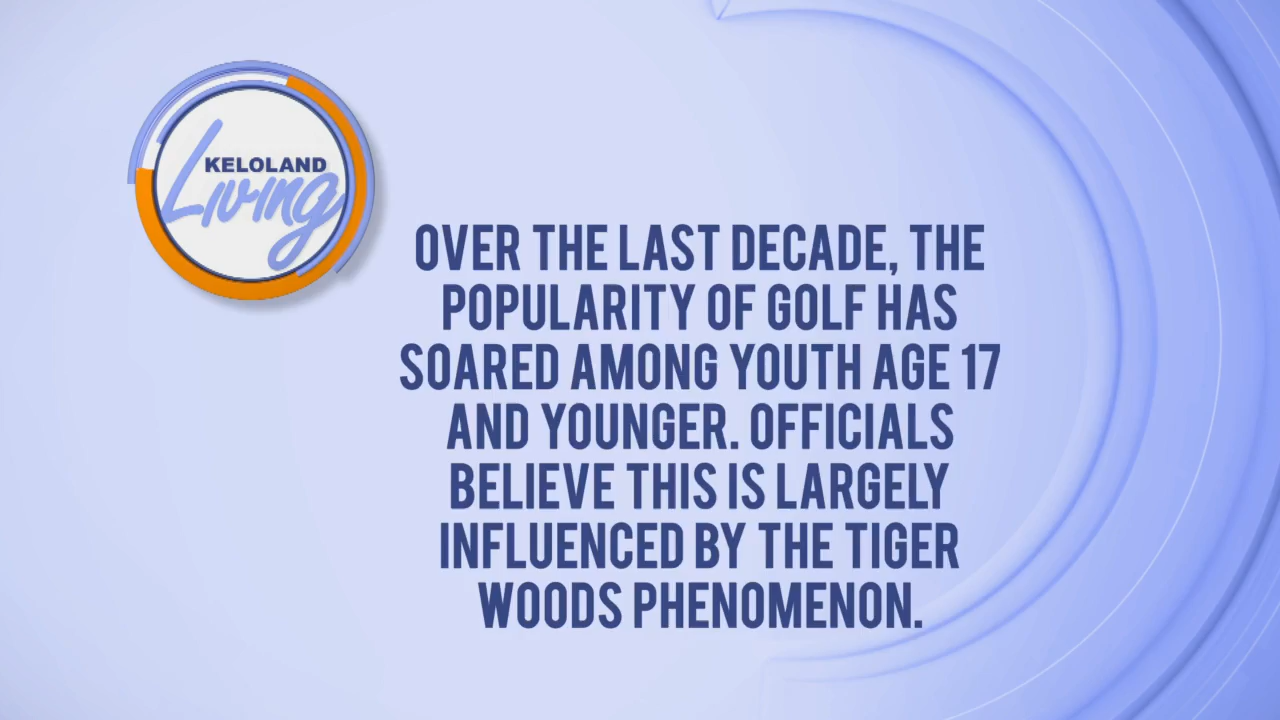 KELOLAND
Living
OVER THE LAST DECADE, THE
POPULARITY OF GOLF HAS
SOARED AMONG YOUTH AGE 17
AND YOUNGER. OFFICIALS
BELIEVE THIS IS LARGELY
INFLUENCED BY THE TIGER
WOODS PHENOMENON.